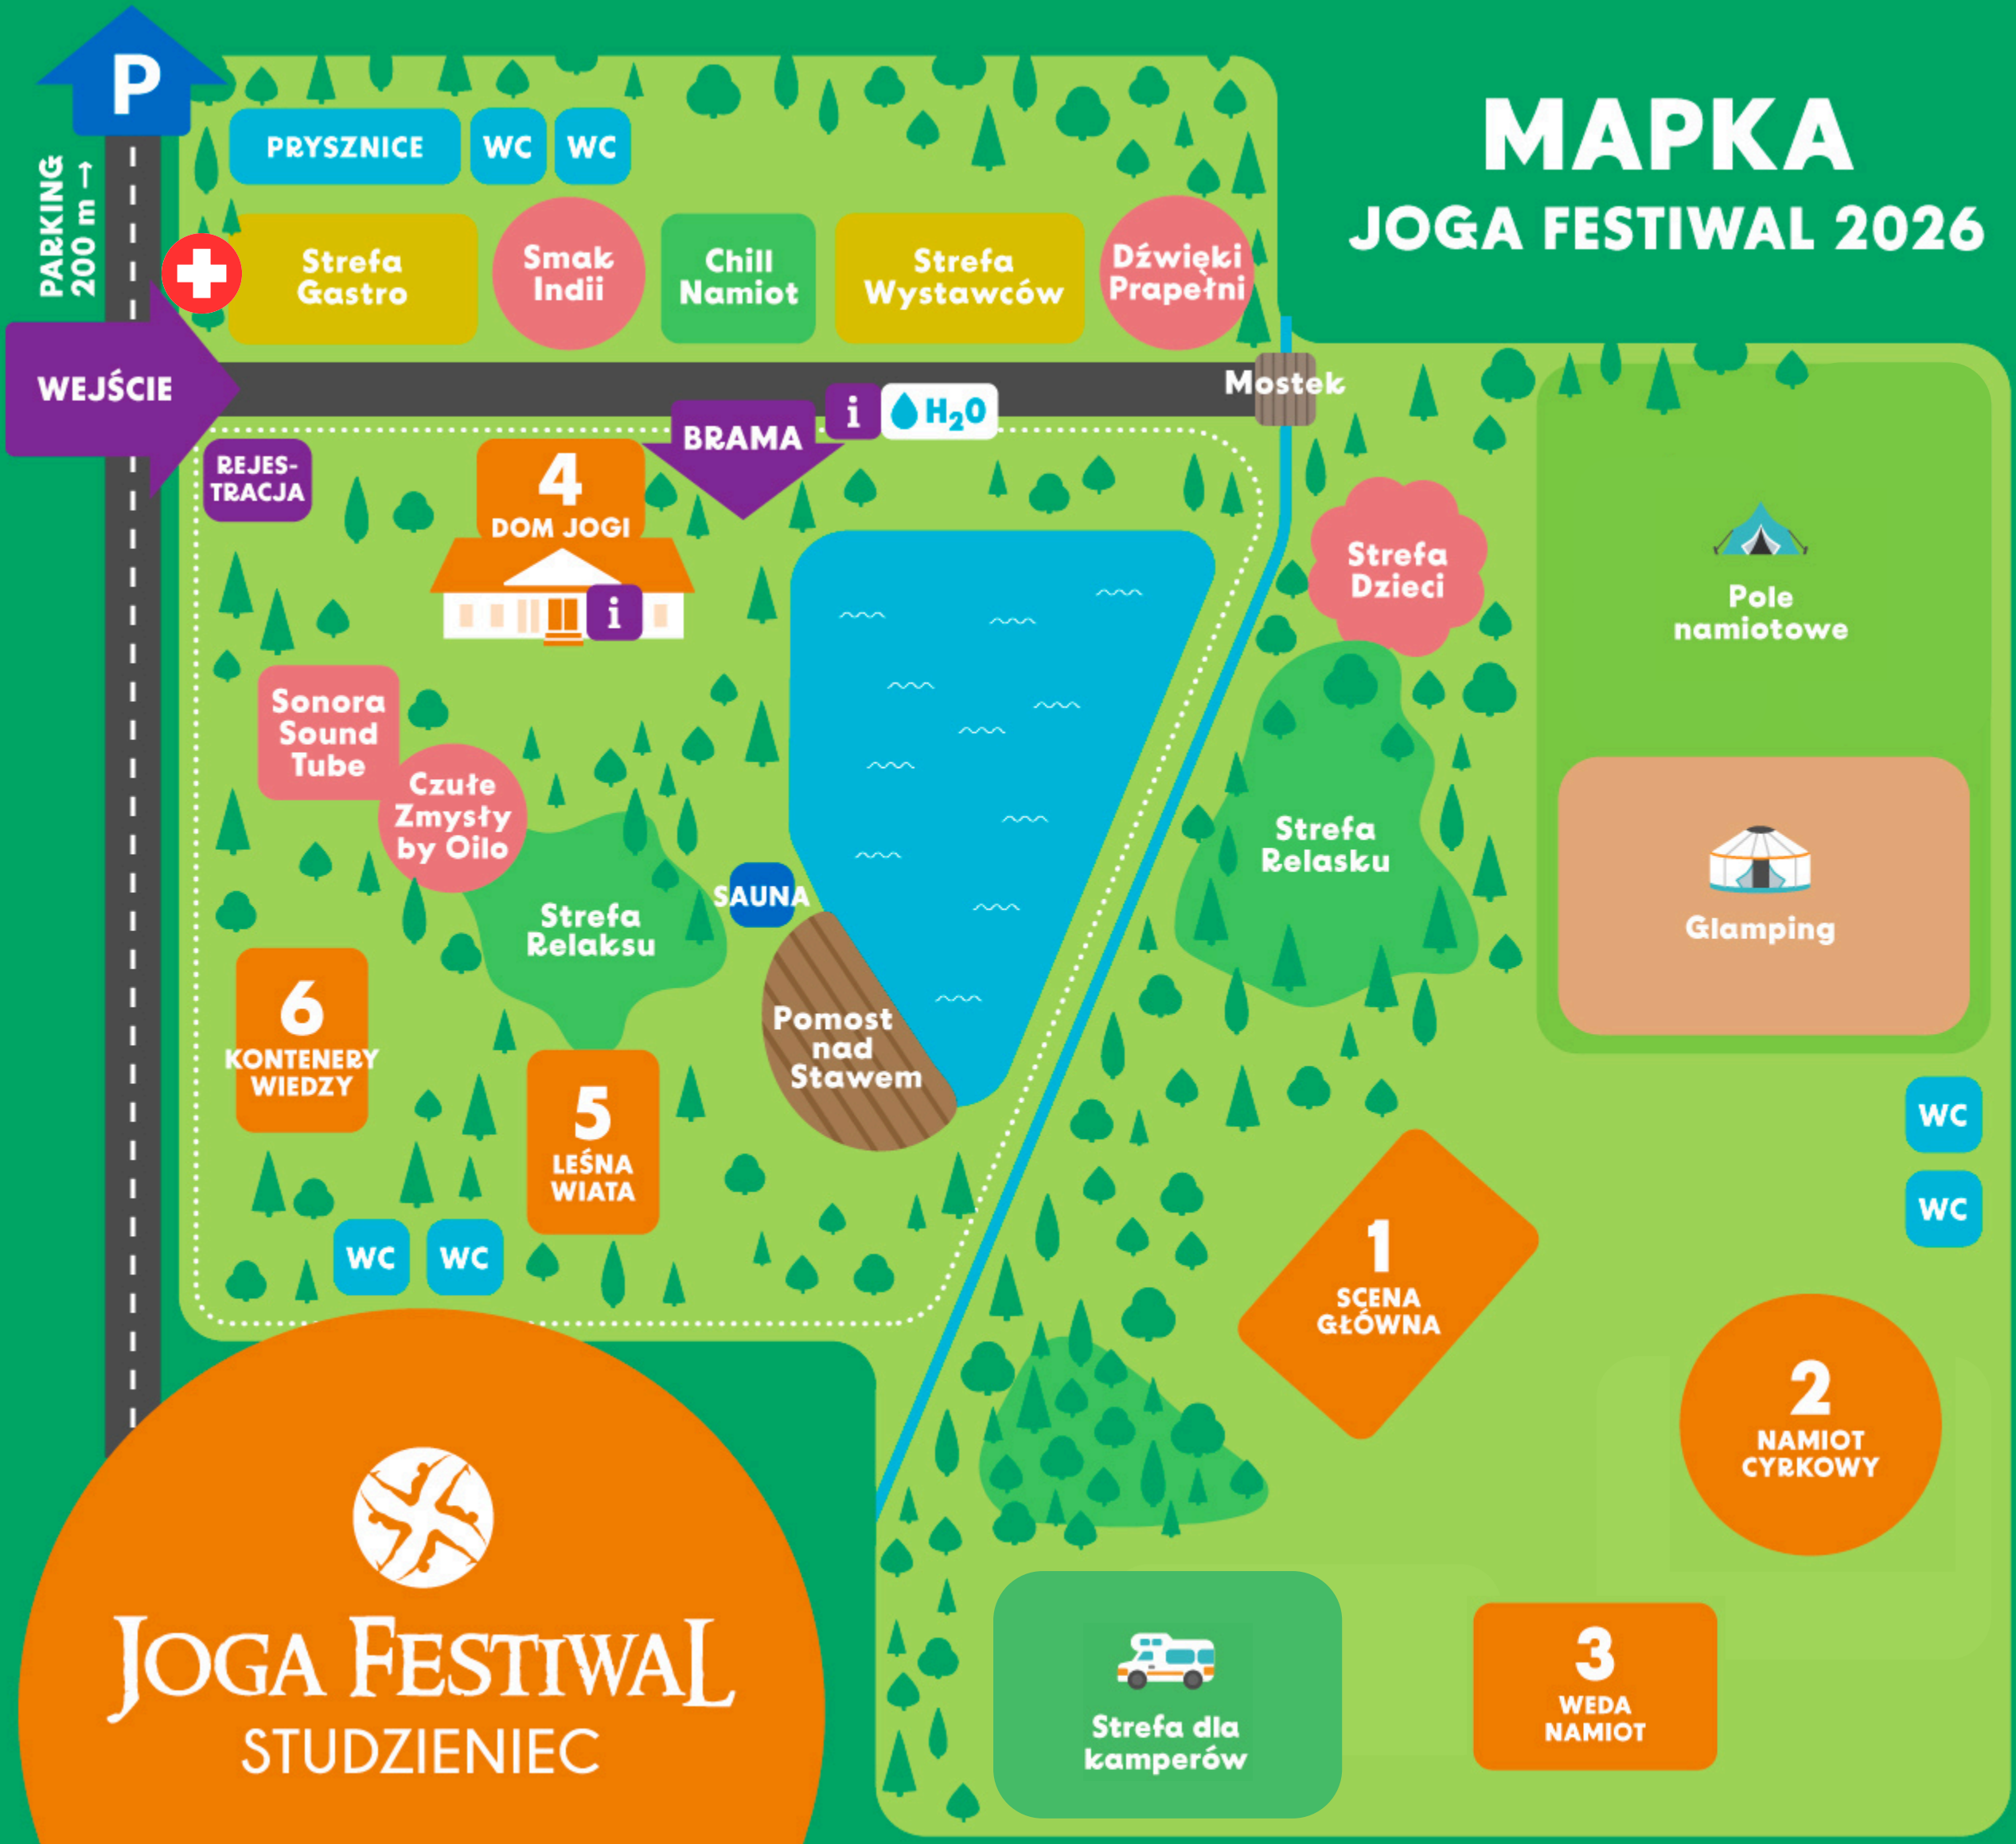 P
PARKING
200 m →
PRYSZNICE
WC
WC
MAPKA
JOGA FESTIWAL 2026
Strefa
Gastro
Smak
Indii
Chill
Namiot
Strefa
Wystawców
Dźwięki
Prapełni
WEJŚCIE
Mostek
BRAMA
i
H₂O
REJES-
TRACJA
4
DOM JOGI
i
Strefa
Dzieci
Pole
namiotowe
Sonora
Sound
Tube
Czułe
Zmysły
by Oilo
Strefa
Relaksu
SAUNA
Strefa
Relasku
Glamping
Pomost
nad
Stawem
6
KONTENERY
WIEDZY
5
LEŚNA
WIATA
WC
WC
WC
WC
1
SCENA
GŁÓWNA
2
NAMIOT
CYRKOWY
3
WEDA
NAMIOT
Strefa dla
kamperów
JOGA FESTIWAL
STUDZIENIEC